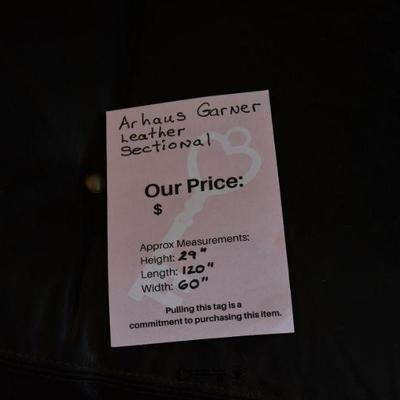 Arhaus Garner
Leather
Sectional
Our Price:
$
Approx Measurements:
Height: 29"
Length: 120"
Width: 60"
Pulling this tag is a
commitment to purchasing this item.